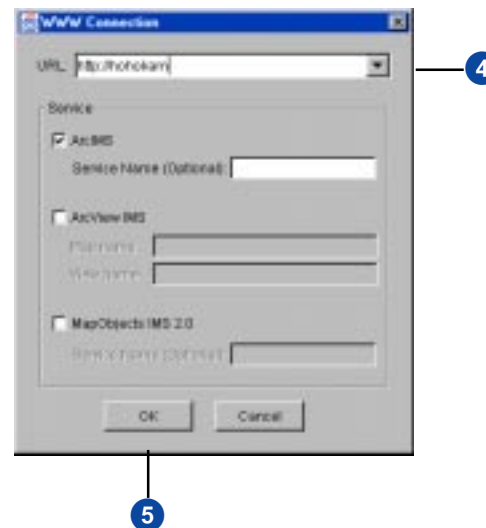 WWW Connection
URL: http://hohokam
4
Service
ArcIMS
Service Name (Optional):
ArcView IMS
Map name:
View name:
MapObjects IMS 2.0
Service Name (Optional):
OK
Cancel
5